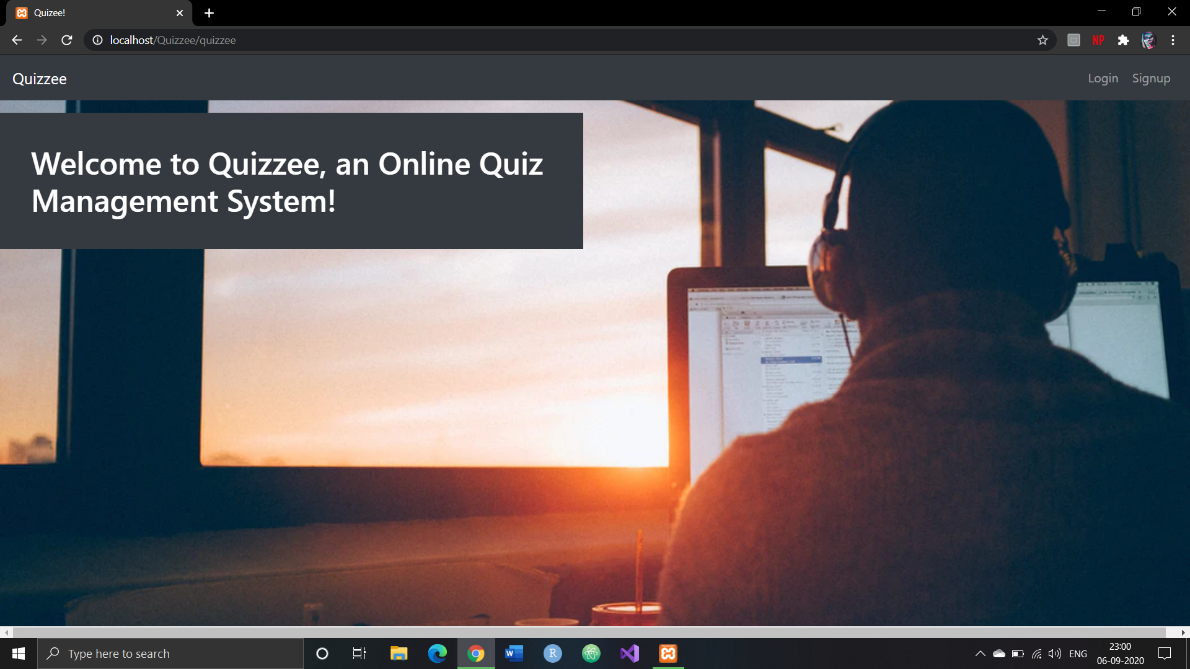 Quizee!
localhost/Quizzee/quizzee
NP
Quizzee
Login Signup
Welcome to Quizzee, an Online Quiz
Management System!
Type here to search
W
R
ENG
23:00
06-09-2020